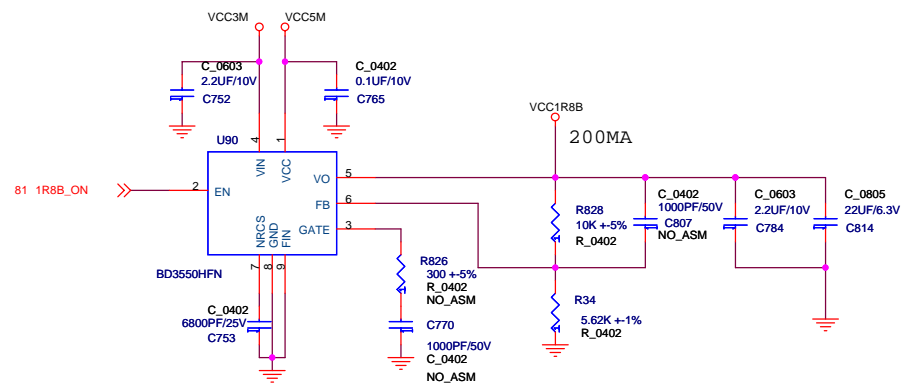 VCC3M
VCC5M
C_0603
2.2UF/10V
C752
C_0402
0.1UF/10V
C765
VCC1R8B
200MA
U90
4
1
VIN
VCC
81 1R8B_ON
2
EN
VO
5
FB
6
GATE
3
NRCS
GND
FIN
7
8
9
BD3550HFN
C_0402
6800PF/25V
C753
R826
300 +-5%
R_0402
NO_ASM
C770
1000PF/50V
C_0402
NO_ASM
R828
10K +-5%
R_0402
C_0402
1000PF/50V
C807
NO_ASM
C_0603
2.2UF/10V
C784
C_0805
22UF/6.3V
C814
R34
5.62K +-1%
R_0402